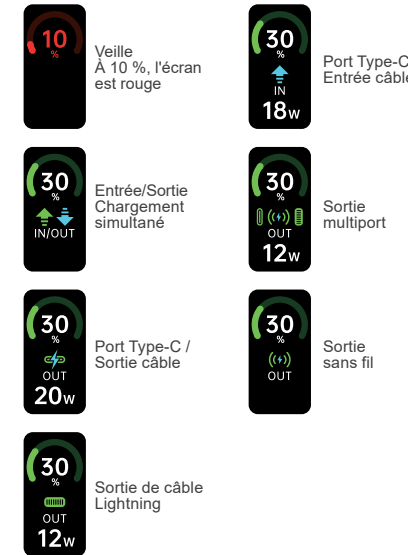 10
%
Veille
À 10 %, l'écran
est rouge
30
%
IN
18w
Port Type-C
Entrée câble
30
%
IN/OUT
Entrée/Sortie
Chargement
simultané
30
%
OUT
12w
Sortie
multiport
30
%
OUT
20w
Port Type-C /
Sortie câble
30
%
OUT
Sortie
sans fil
30
%
OUT
12w
Sortie de câble
Lightning